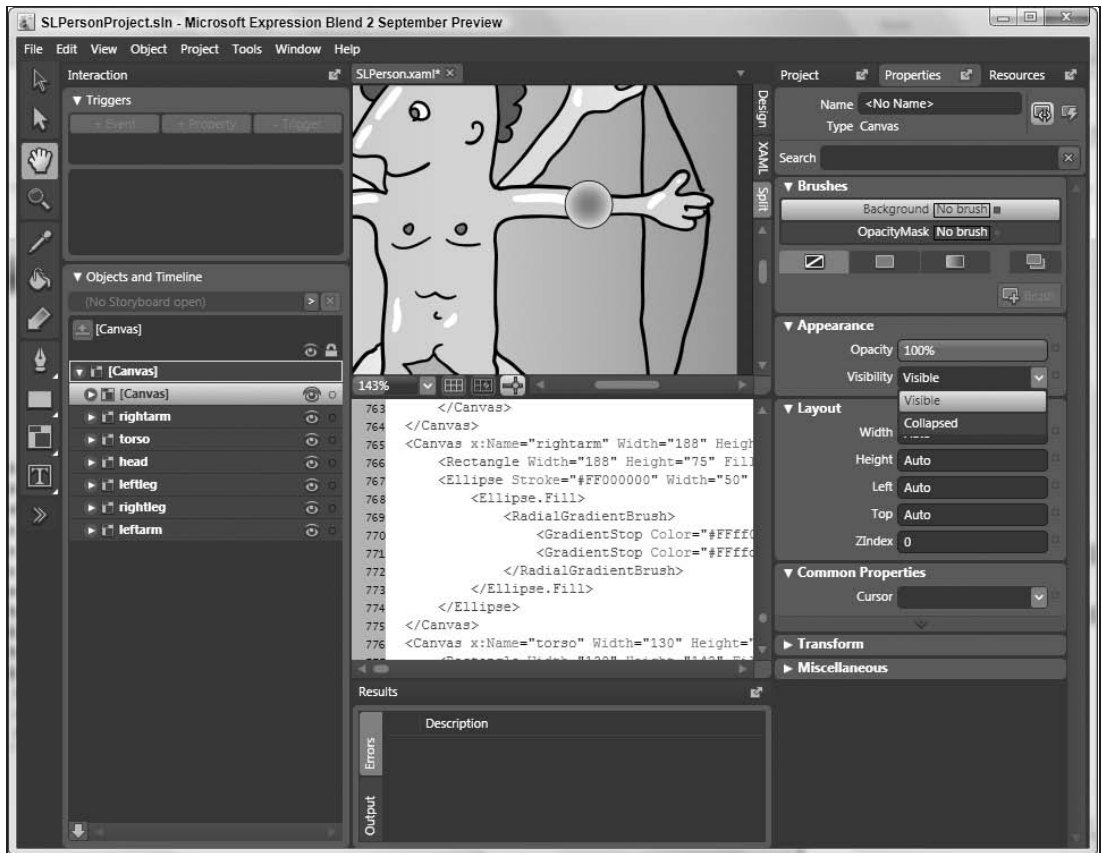 SLPersonProject.sln - Microsoft Expression Blend 2 September Preview
File Edit View Object Project Tools Window Help
Interaction
Triggers
+ Event + Property - Trigger
Objects and Timeline
(No Storyboard open)
[Canvas]
[Canvas]
[Canvas]
rightarm
torso
head
leftleg
rightleg
leftarm
SLPerson.xaml*
Design
XAML
Split
143%
763 </Canvas>
764 </Canvas>
765 <Canvas x:Name="rightarm" Width="188" Heigh
766 <Rectangle Width="188" Height="75" Fill
767 <Ellipse Stroke="#FF000000" Width="50"
768 <Ellipse.Fill>
769 <RadialGradientBrush>
770 <GradientStop Color="#FFff0
771 <GradientStop Color="#FFffd
772 </RadialGradientBrush>
773 </Ellipse.Fill>
774 </Ellipse>
775 </Canvas>
776 <Canvas x:Name="torso" Width="130" Height="
Results
Errors
Output
Description
Project Properties Resources
Name <No Name>
Type Canvas
Search
Brushes
Background No brush
OpacityMask No brush
Brush
Appearance
Opacity 100%
Visibility Visible
Visible
Collapsed
Layout
Width
Height Auto
Left Auto
Top Auto
ZIndex 0
Common Properties
Cursor
Transform
Miscellaneous